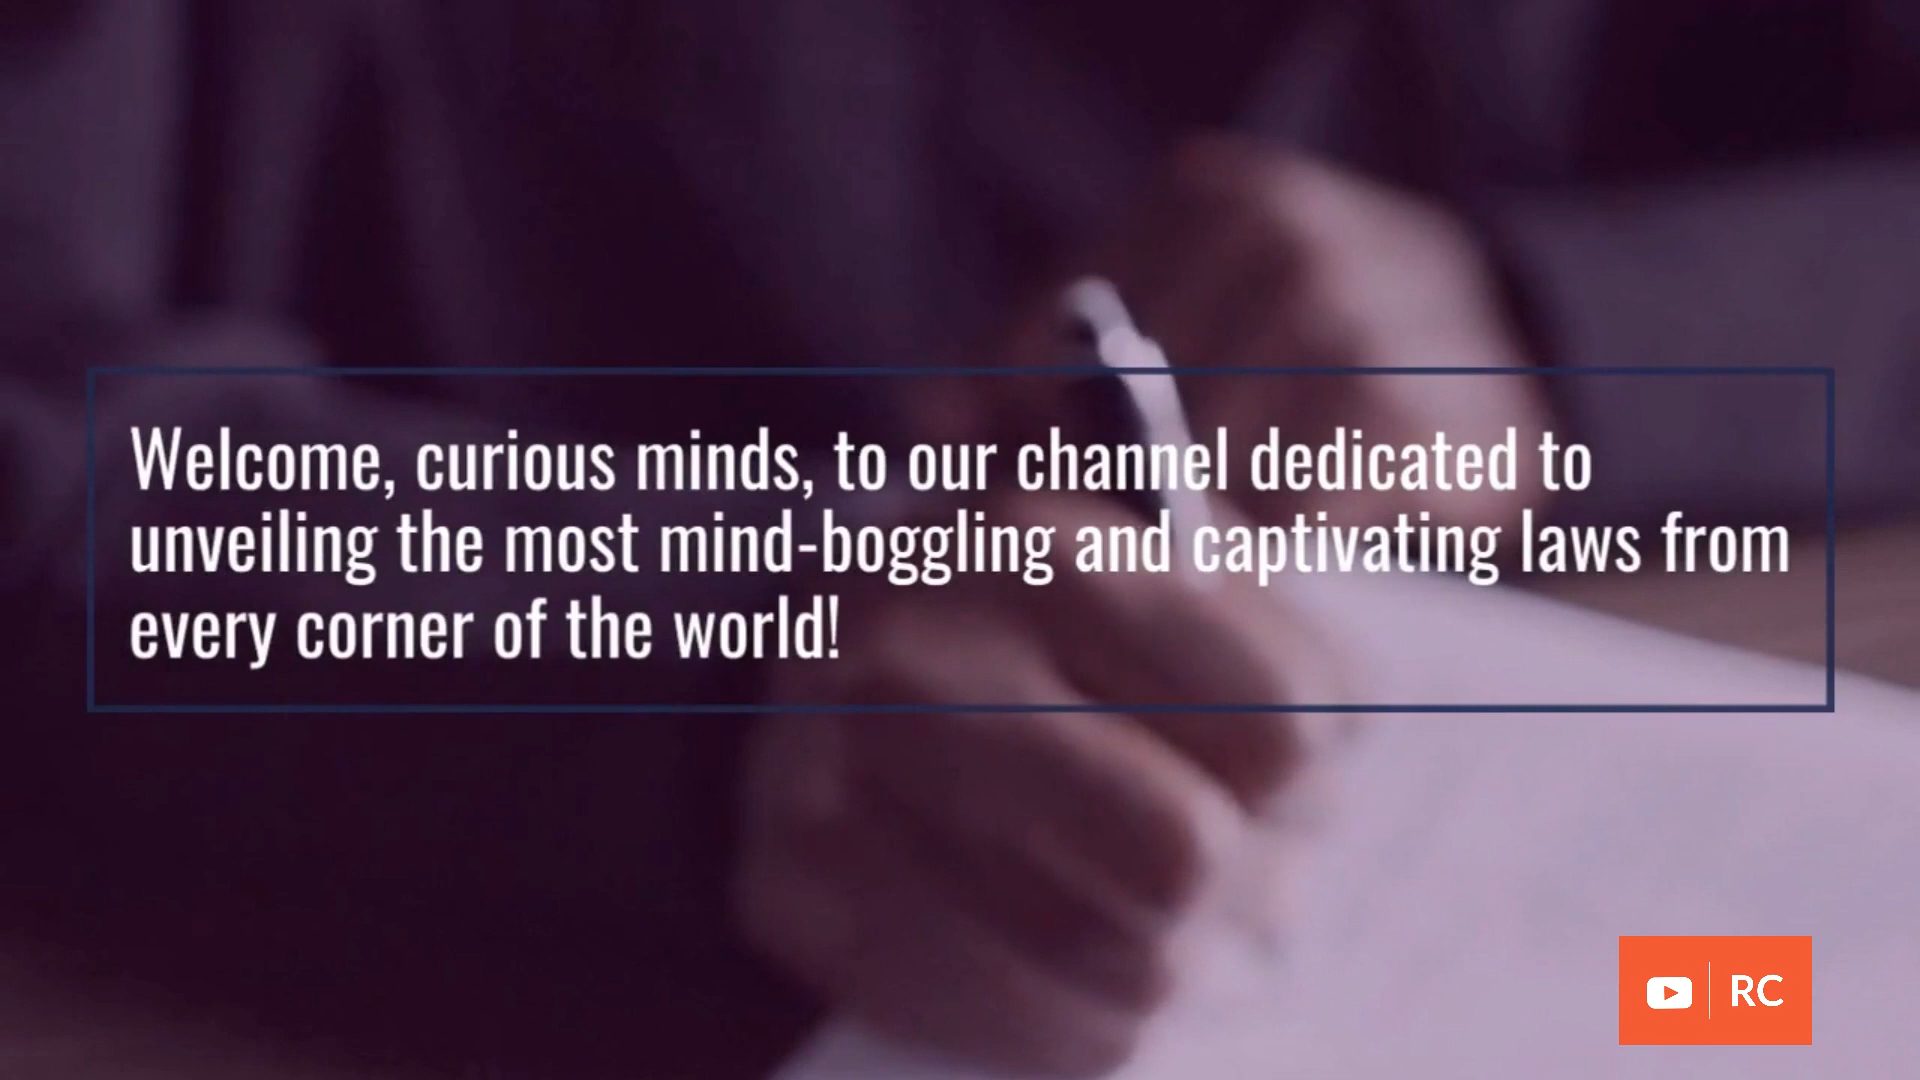 Welcome, curious minds, to our channel dedicated to
unveiling the most mind-boggling and captivating laws from
every corner of the world!
RC